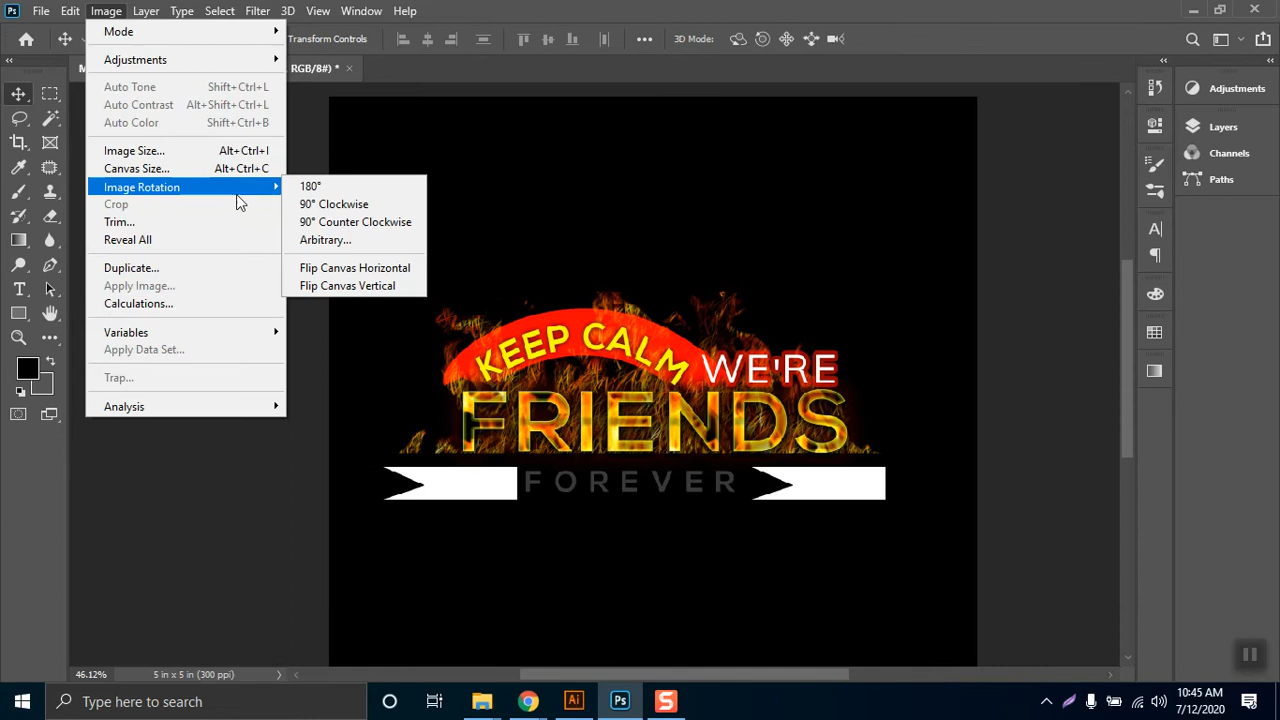 Ps File Edit Image Layer Type Select Filter 3D View Window Help
Transform Controls 3D Mode:
RGB/8#) * ×
Mode
Adjustments
Auto Tone Shift+Ctrl+L
Auto Contrast Alt+Shift+Ctrl+L
Auto Color Shift+Ctrl+B
Image Size... Alt+Ctrl+I
Canvas Size... Alt+Ctrl+C
Image Rotation
Crop
Trim...
Reveal All
Duplicate...
Apply Image...
Calculations...
Variables
Apply Data Set...
Trap...
Analysis
180°
90° Clockwise
90° Counter Clockwise
Arbitrary...
Flip Canvas Horizontal
Flip Canvas Vertical
Adjustments
Layers
Channels
Paths
KEEP CALM WE'RE
FRIENDS
FOREVER
46.12% 5 in x 5 in (300 ppi)
Type here to search
Ai Ps S
10:45 AM
7/12/2020